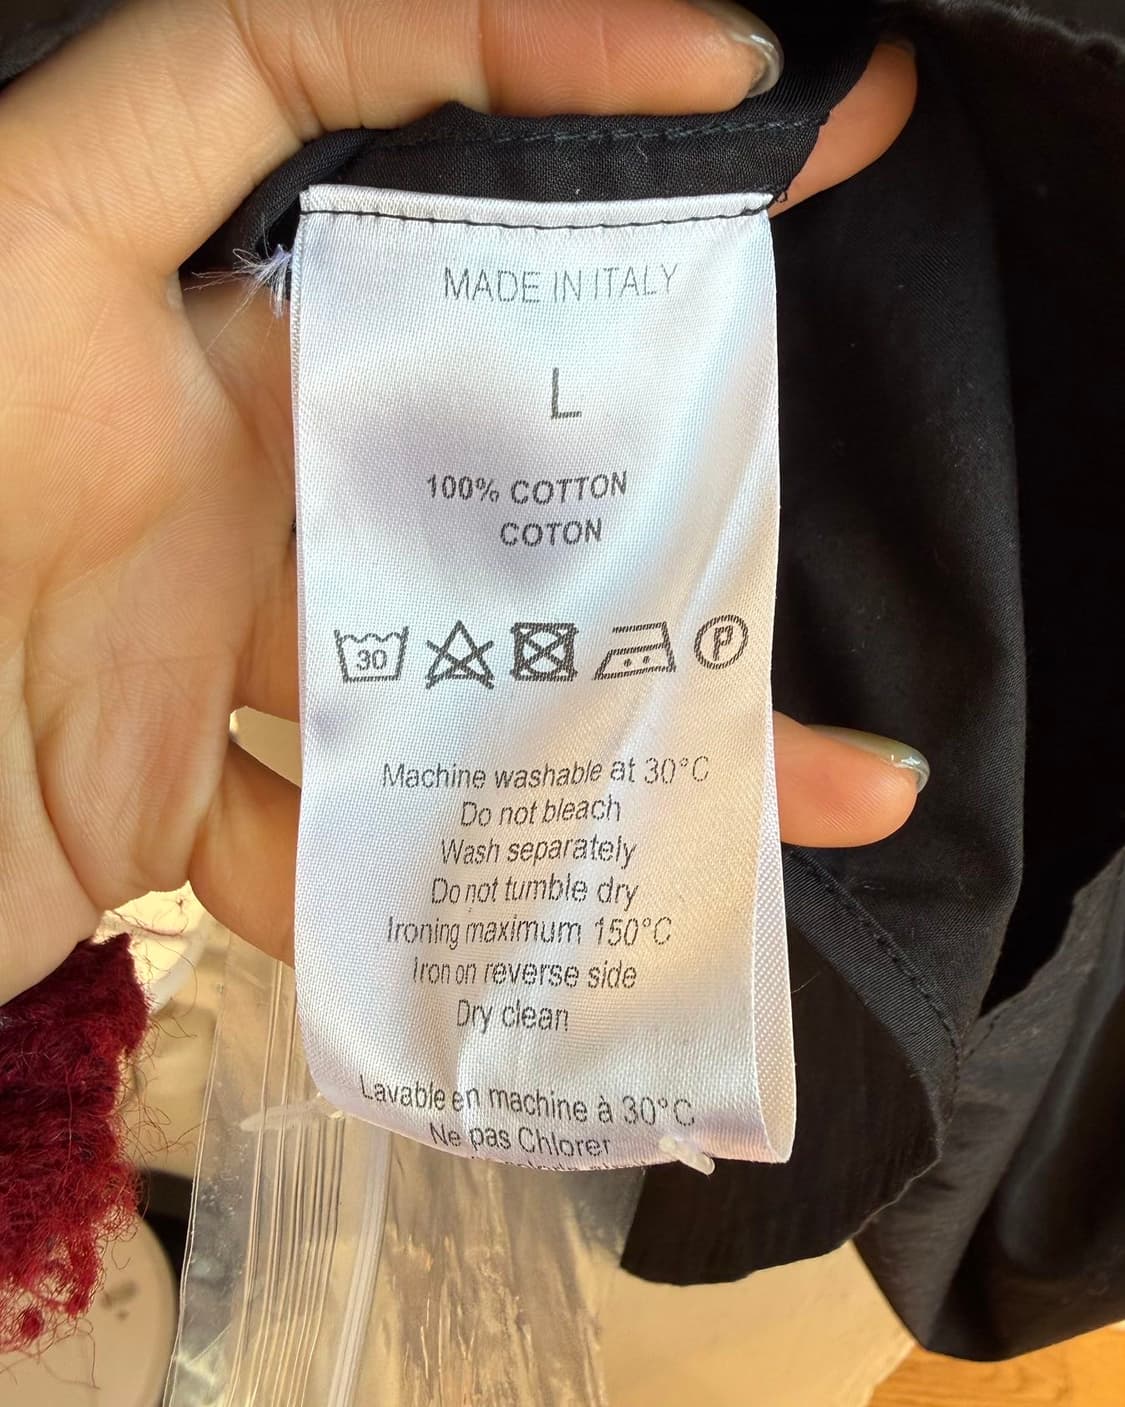 MADE IN ITALY
L
100% COTTON
COTON
30
P
Machine washable at 30°C
Do not bleach
Wash separately
Do not tumble dry
Ironing maximum 150°C
Iron on reverse side
Dry clean
Lavable en machine à 30°C
Ne pas Chlorer